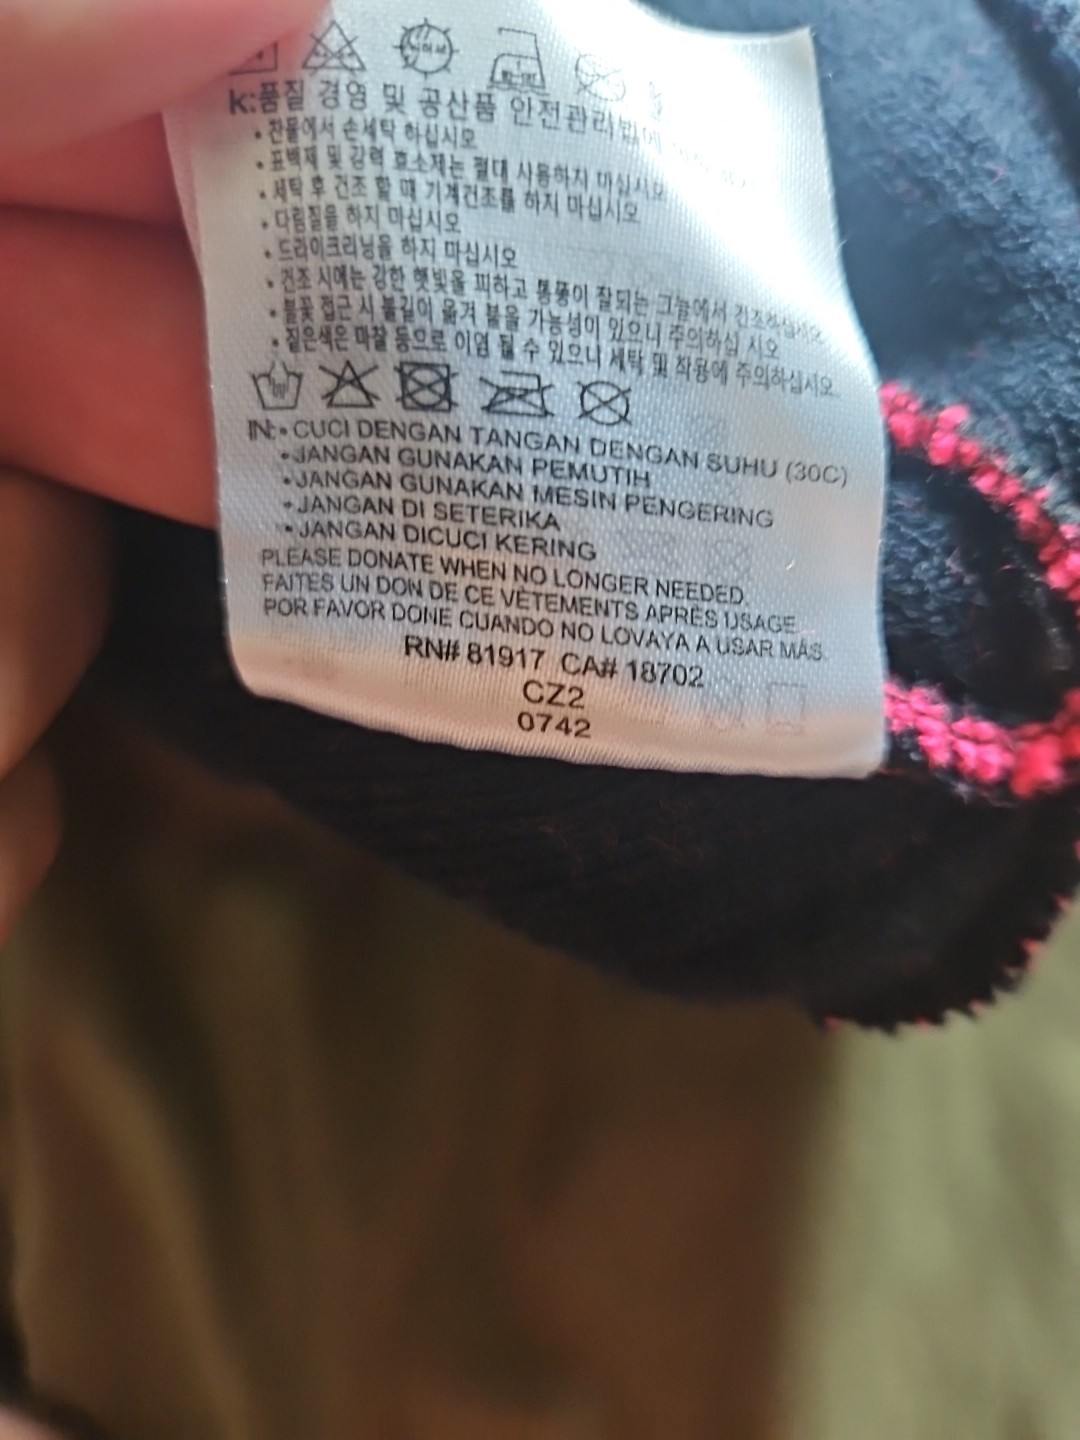 K:품질 경영 및 공산품 안전관리법에
• 찬물에서 손세탁 하십시오
• 표백제 및 강력 효소제는 절대 사용하지 마십시오
• 세탁 후 건조 할 때 기계건조를 하지 마십시오
• 다림질을 하지 마십시오
• 드라이크리닝을 하지 마십시오
• 건조 시에는 강한 햇빛을 피하고 통풍이 잘되는 그늘에서 건조하십시오
• 불꽃 접근 시 불길이 옮겨 붙을 가능성이 있으니 주의하십 시오
• 짙은색은 마찰 등으로 이염 될 수 있으니 세탁 및 착용에 주의하십시오
IN: • CUCI DENGAN TANGAN DENGAN SUHU (30C)
• JANGAN GUNAKAN PEMUTIH
• JANGAN GUNAKAN MESIN PENGERING
• JANGAN DI SETERIKA
• JANGAN DICUCI KERING
PLEASE DONATE WHEN NO LONGER NEEDED.
FAITES UN DON DE CE VÊTEMENTS APRÈS USAGE.
POR FAVOR DONE CUANDO NO LOVAYA A USAR MÁS.
RN# 81917 CA# 18702
CZ2
0742